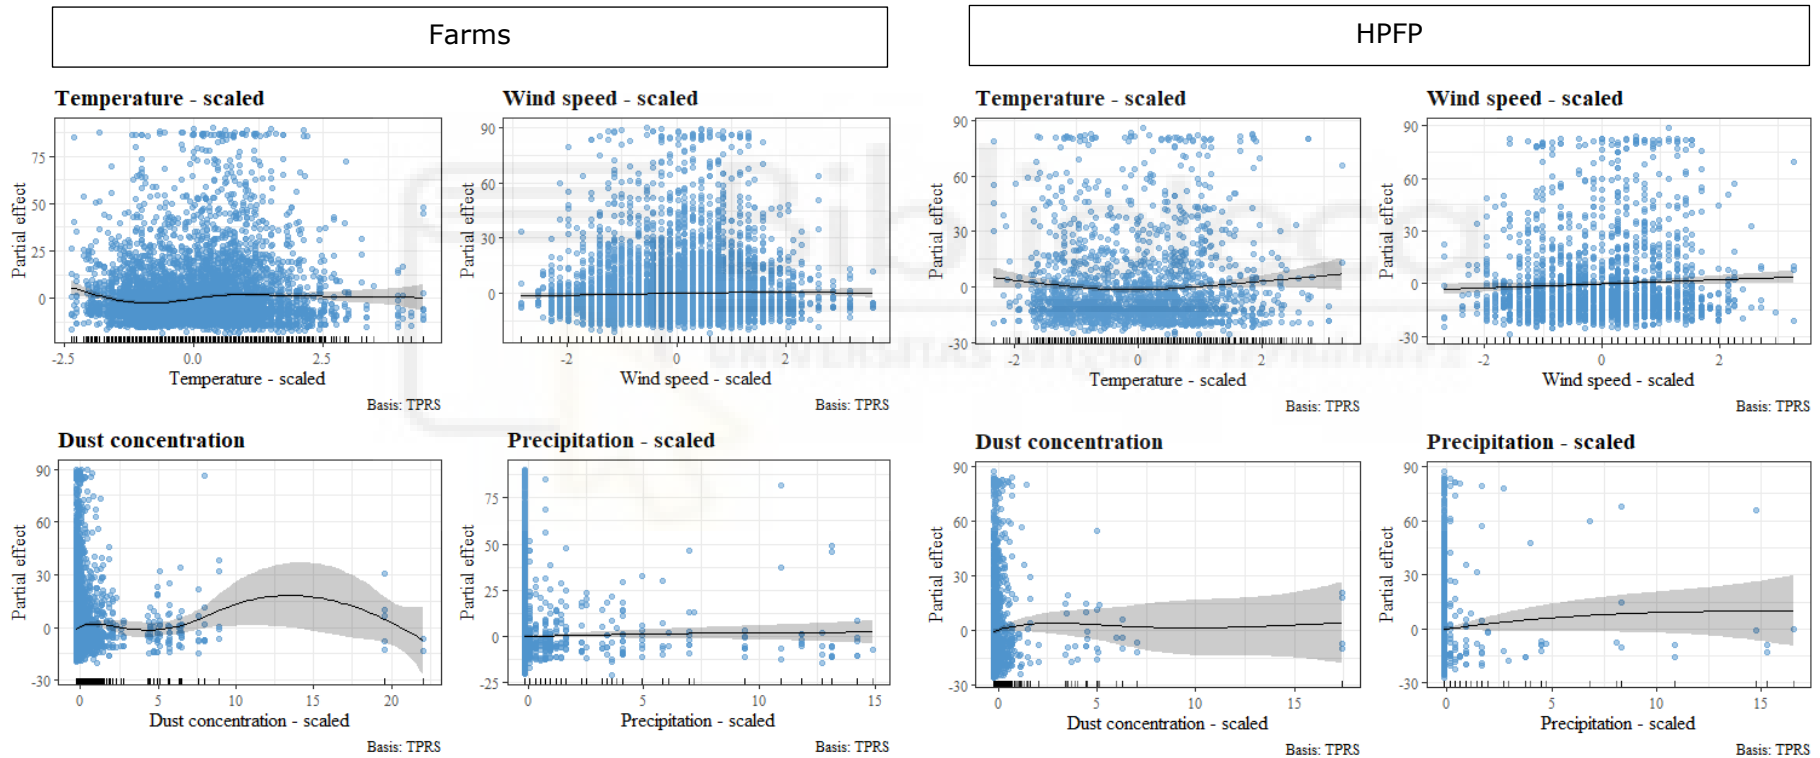 Farms
HPFP
Temperature - scaled
Partial effect
75
50
25
0
-2.5 0.0 2.5
Temperature - scaled
Basis: TPRS
Wind speed - scaled
Partial effect
90
60
30
0
-2 0 2
Wind speed - scaled
Basis: TPRS
Temperature - scaled
Partial effect
90
60
30
0
-30
-2 0 2
Temperature - scaled
Basis: TPRS
Wind speed - scaled
Partial effect
90
60
30
0
-30
-2 0 2
Wind speed - scaled
Basis: TPRS
Dust concentration
Partial effect
90
60
30
0
-30
0 5 10 15 20
Dust concentration - scaled
Basis: TPRS
Precipitation - scaled
Partial effect
75
50
25
0
-25
0 5 10 15
Precipitation - scaled
Basis: TPRS
Dust concentration
Partial effect
90
60
30
0
-30
0 5 10 15
Dust concentration - scaled
Basis: TPRS
Precipitation - scaled
Partial effect
90
60
30
0
-30
0 5 10 15
Precipitation - scaled
Basis: TPRS